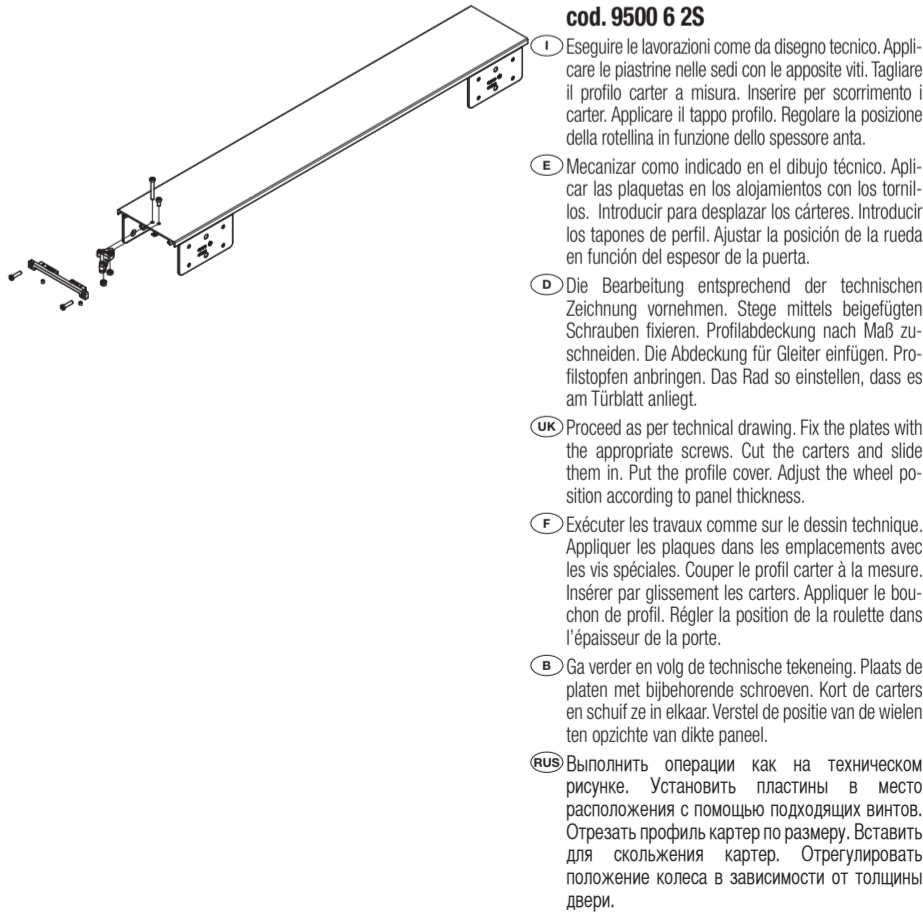 cod. 9500 6 2S
I Eseguire le lavorazioni come da disegno tecnico. Appli-
care le piastrine nelle sedi con le apposite viti. Tagliare
il profilo carter a misura. Inserire per scorrimento i
carter. Applicare il tappo profilo. Regolare la posizione
della rotellina in funzione dello spessore anta.
E Mecanizar como indicado en el dibujo técnico. Apli-
car las plaquetas en los alojamientos con los tornil-
los. Introducir para desplazar los cárteres. Introducir
los tapones de perfil. Ajustar la posición de la rueda
en función del espesor de la puerta.
D Die Bearbeitung entsprechend der technischen
Zeichnung vornehmen. Stege mittels beigefügten
Schrauben fixieren. Profilabdeckung nach Maß zu-
schneiden. Die Abdeckung für Gleiter einfügen. Pro-
filstopfen anbringen. Das Rad so einstellen, dass es
am Türblatt anliegt.
UK Proceed as per technical drawing. Fix the plates with
the appropriate screws. Cut the carters and slide
them in. Put the profile cover. Adjust the wheel po-
sition according to panel thickness.
F Exécuter les travaux comme sur le dessin technique.
Appliquer les plaques dans les emplacements avec
les vis spéciales. Couper le profil carter à la mesure.
Insérer par glissement les carters. Appliquer le bou-
chon de profil. Régler la position de la roulette dans
l'épaisseur de la porte.
B Ga verder en volg de technische tekeneing. Plaats de
platen met bijbehorende schroeven. Kort de carters
en schuif ze in elkaar. Verstel de positie van de wielen
ten opzichte van dikte paneel.
RUS Выполнить операции как на техническом
рисунке. Установить пластины в место
расположения с помощью подходящих винтов.
Отрезать профиль картер по размеру. Вставить
для скольжения картер. Отрегулировать
положение колеса в зависимости от толщины
двери.